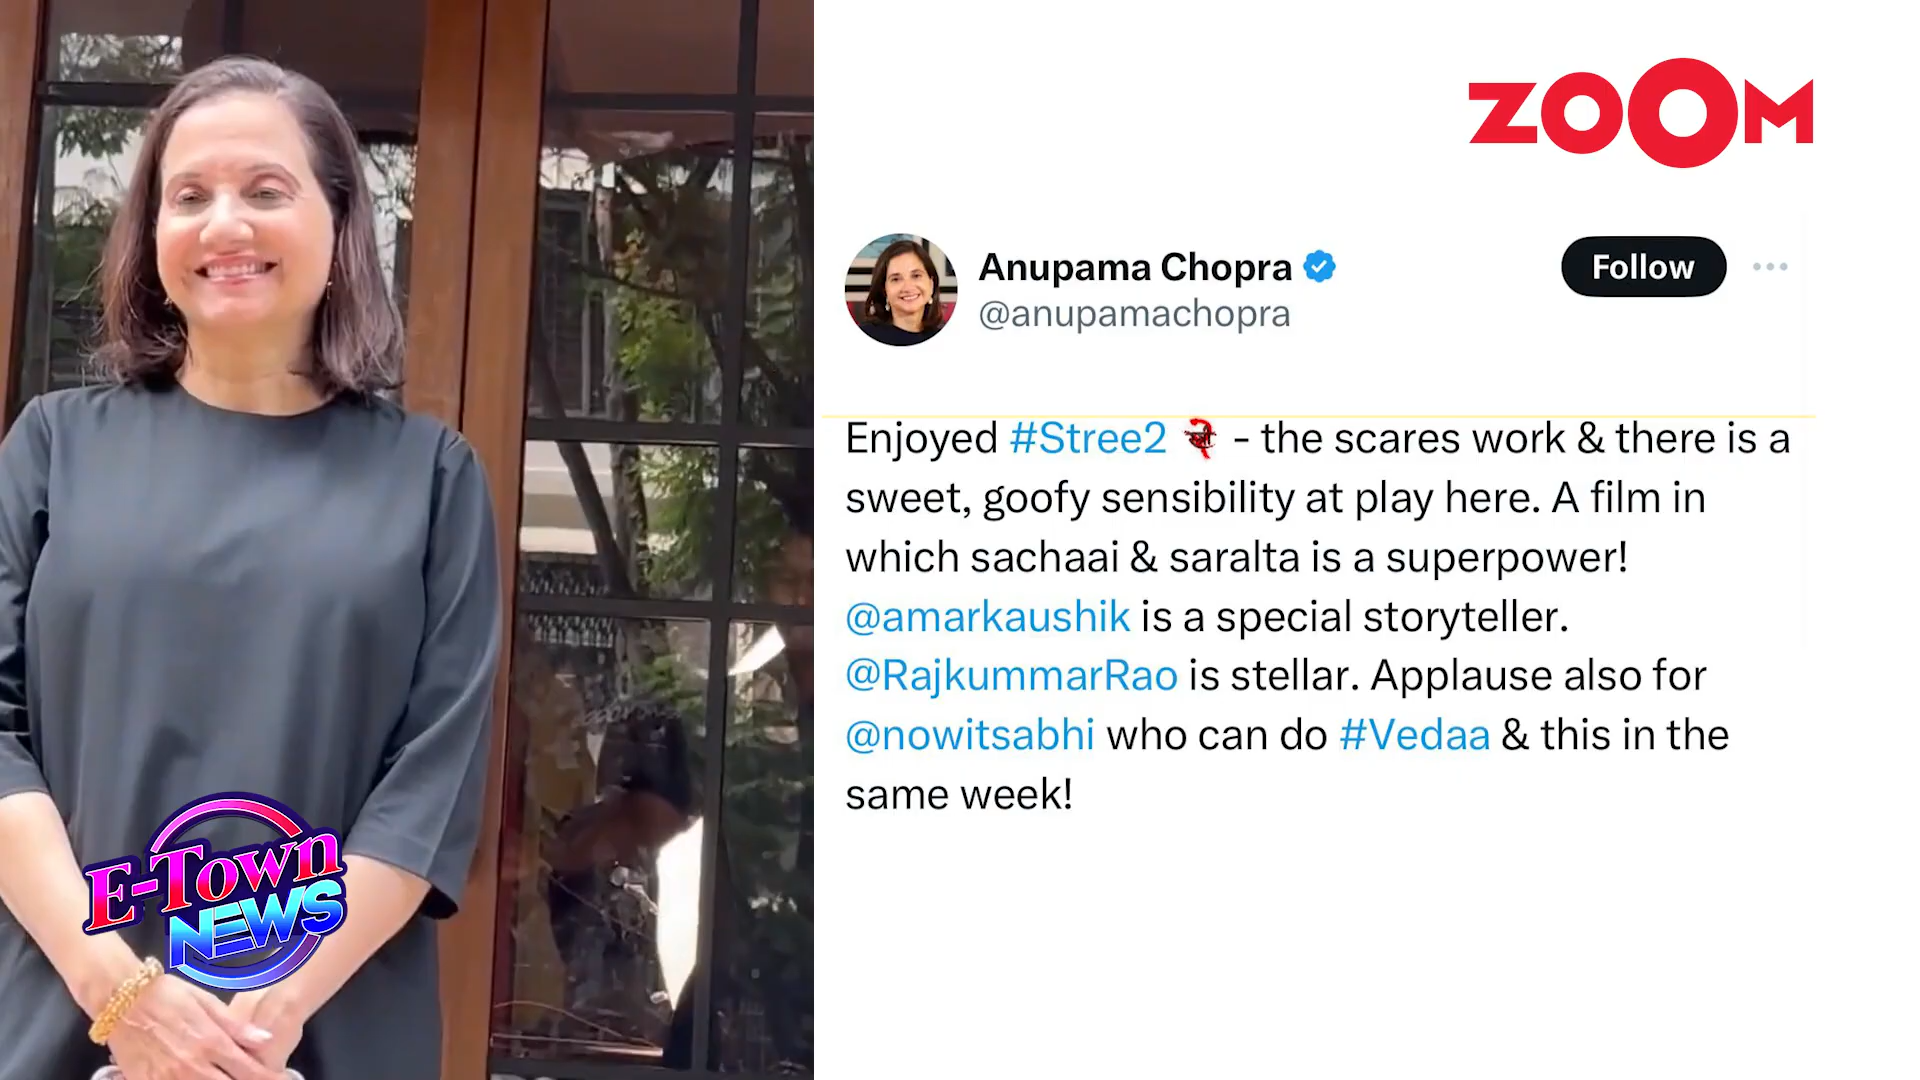 ZOOM
Anupama Chopra
@anupamachopra
Follow
Enjoyed #Stree2 - the scares work & there is a
sweet, goofy sensibility at play here. A film in
which sachaai & saralta is a superpower!
@amarkaushik is a special storyteller.
@RajkummarRao is stellar. Applause also for
@nowitsabhi who can do #Vedaa & this in the
same week!
E-Town
NEWS